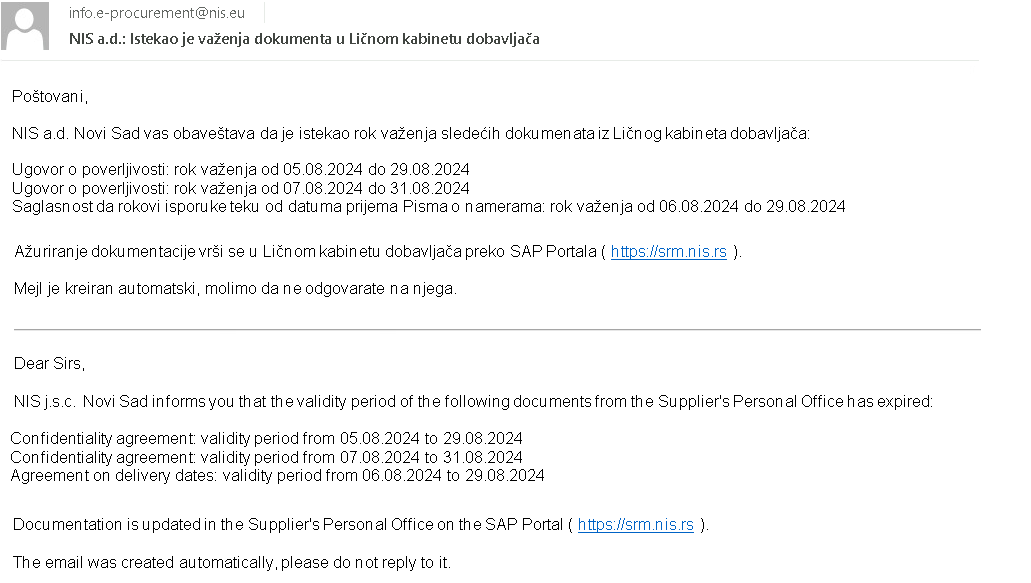 info.e-procurement@nis.eu
NIS a.d.: Istekao je važenja dokumenta u Ličnom kabinetu dobavljača
Poštovani,
NIS a.d. Novi Sad vas obaveštava da je istekao rok važenja sledećih dokumenata iz Ličnog kabineta dobavljača:
Ugovor o poverljivosti: rok važenja od 05.08.2024 do 29.08.2024
Ugovor o poverljivosti: rok važenja od 07.08.2024 do 31.08.2024
Saglasnost da rokovi isporuke teku od datuma prijema Pisma o namerama: rok važenja od 06.08.2024 do 29.08.2024
Ažuriranje dokumentacije vrši se u Ličnom kabinetu dobavljača preko SAP Portala ( https://srm.nis.rs ).
Mejl je kreiran automatski, molimo da ne odgovarate na njega.
Dear Sirs,
NIS j.s.c. Novi Sad informs you that the validity period of the following documents from the Supplier's Personal Office has expired:
Confidentiality agreement: validity period from 05.08.2024 to 29.08.2024
Confidentiality agreement: validity period from 07.08.2024 to 31.08.2024
Agreement on delivery dates: validity period from 06.08.2024 to 29.08.2024
Documentation is updated in the Supplier's Personal Office on the SAP Portal ( https://srm.nis.rs ).
The email was created automatically, please do not reply to it.